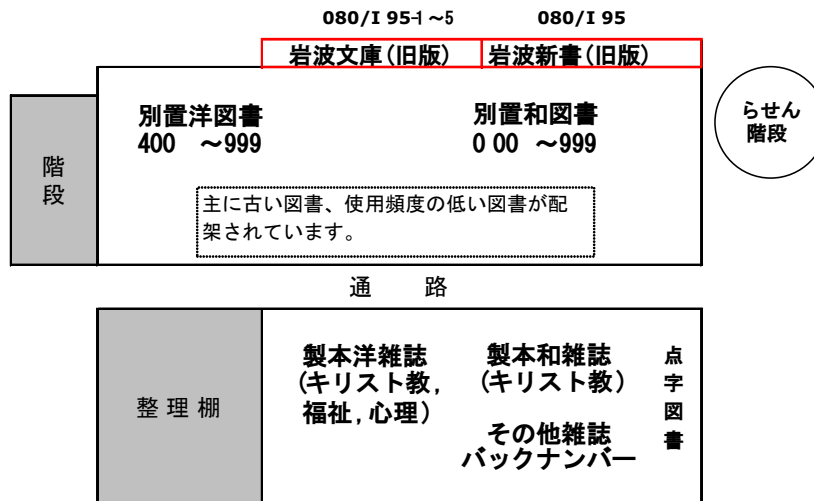 080/I 95-1 ~5
080/I 95
岩波文庫(旧版)
岩波新書(旧版)
別置洋図書
400 ～999
別置和図書
0 00 ～999
らせん
階段
階
段
主に古い図書、使用頻度の低い図書が配
架されています。
通 路
整 理 棚
製本洋雑誌
(キリスト教,
福祉,心理)
製本和雑誌
(キリスト教)
その他雑誌
バックナンバー
点
字
図
書